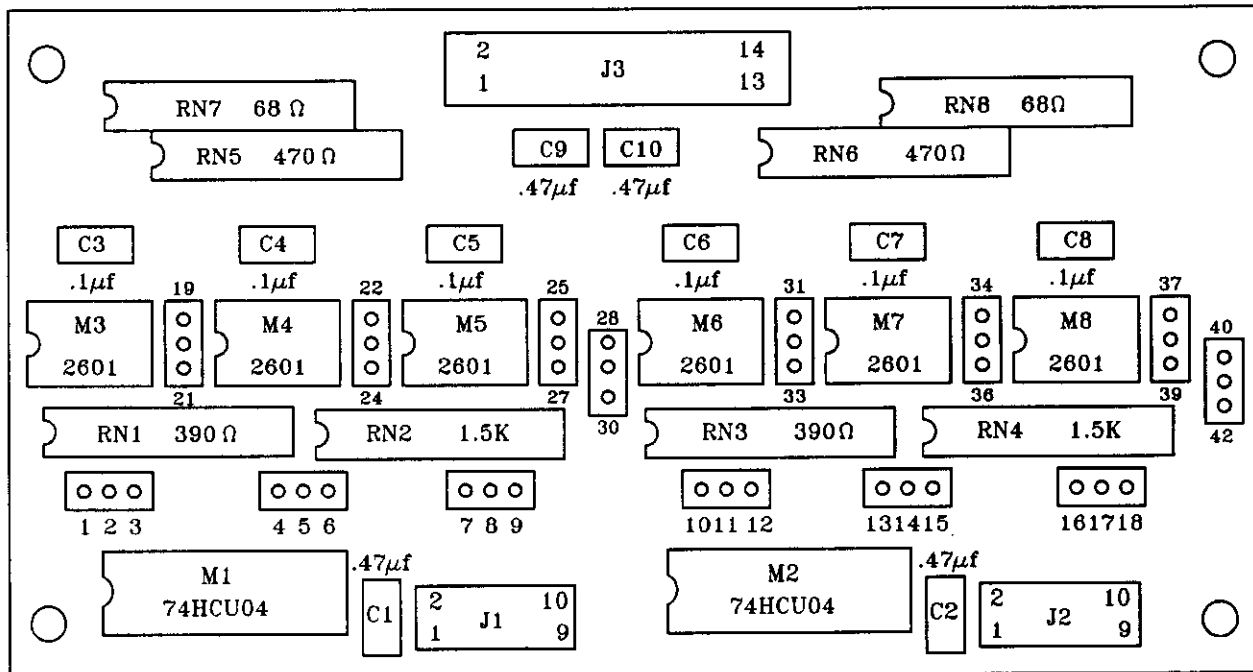 2 14
J3
1 13
RN7 68 Ω
RN8 68Ω
RN5 470 Ω
C9 C10
RN6 470Ω
.47μf .47μf
C3 C4 C5 C6 C7 C8
.1μf .1μf .1μf .1μf .1μf .1μf
19 22 25 28 31 34 37 40
M3 M4 M5 M6 M7 M8
2601 2601 2601 2601 2601 2601
21 24 27 30 33 36 39 42
RN1 390Ω
RN2 1.5K
RN3 390Ω
RN4 1.5K
1 2 3 4 5 6 7 8 9 10 11 12 13 14 15 16 17 18
M1
74HCU04
.47μf
C1
2 10
J1
1 9
M2
74HCU04
.47μf
C2
2 10
J2
1 9